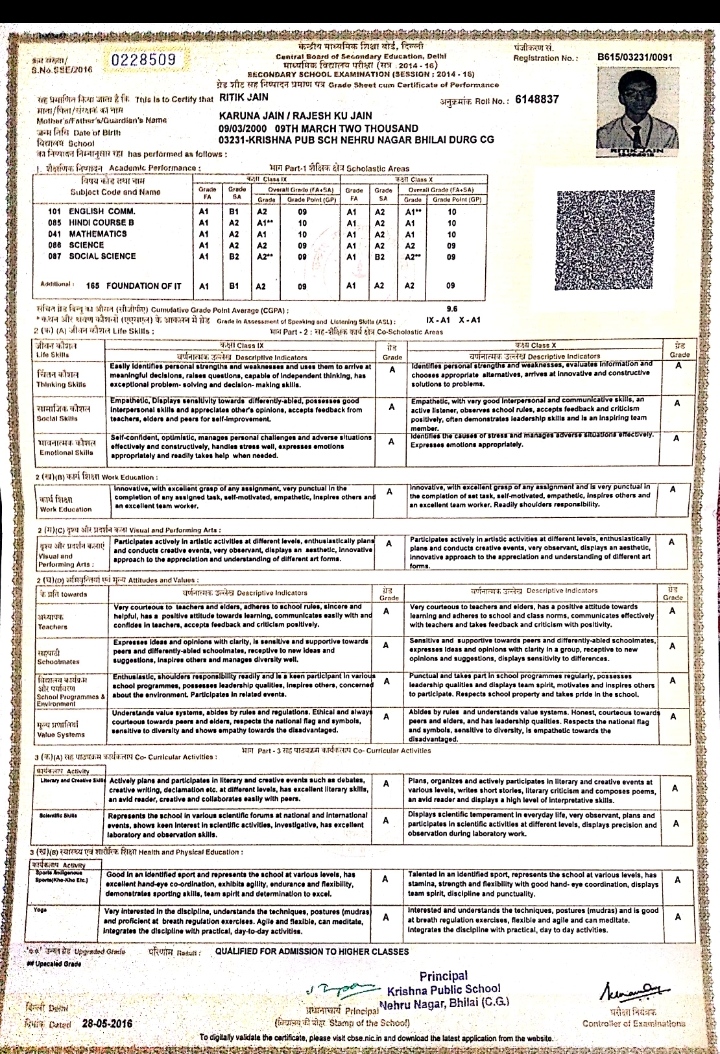 केन्द्रीय माध्यमिक शिक्षा बोर्ड, दिल्ली
Central Board of Secondary Education, Delhi
माध्यमिक विद्यालय परीक्षा (सत्र : 2014 - 16)
SECONDARY SCHOOL EXAMINATION (SESSION : 2014 - 16)
ग्रेड शीट सह निष्पादन प्रमाण पत्र Grade Sheet cum Certificate of Performance
क्रम संख्या/
S.No.SSE/2016 0228509
पंजीकरण सं.
Registration No. : B615/03231/0091
यह प्रमाणित किया जाता है कि This is to Certify that RITIK JAIN
अनुक्रमांक Roll No. : 6148837
माता/पिता/संरक्षक का नाम
Mother's/Father's/Guardian's Name KARUNA JAIN / RAJESH KU JAIN
जन्म तिथि Date of Birth 09/03/2000 09TH MARCH TWO THOUSAND
विद्यालय School 03231-KRISHNA PUB SCH NEHRU NAGAR BHILAI DURG CG
का निष्पादन निम्नानुसार रहा has performed as follows :
RITIK JAIN
1. शैक्षणिक निष्पादन Academic Performance : भाग Part-1 शैक्षिक क्षेत्र Scholastic Areas
विषय कोड तथा नाम
Subject Code and Name
कक्षा Class IX कक्षा Class X
Grade FA Grade SA Overall Grade (FA+SA) Grade FA Grade SA Overall Grade (FA+SA)
Grade Grade Point (GP) Grade Grade Point (GP)
101 ENGLISH COMM. A1 B1 A2 09 A1 A2 A1** 10
085 HINDI COURSE B A1 A2 A1** 10 A1 A2 A1** 10
041 MATHEMATICS A1 A2 A1 10 A1 A2 A1 10
086 SCIENCE A1 A2 A2 09 A1 A2 A2 09
087 SOCIAL SCIENCE A1 B2 A2** 09 A1 B2 A2** 09
Additional : 165 FOUNDATION OF IT A1 A2 A2 09 A1 A2 A2 09
संचित ग्रेड बिन्दु का औसत (सीजीपीए) Cumulative Grade Point Average (CGPA) : 9.6
* कथन और श्रवण कौशलों (एएसएल) के आकलन में ग्रेड Grade in Assessment of Speaking and Listening Skills (ASL) : IX - A1 X - A1
2 (क) (A) जीवन कौशल Life Skills : भाग Part - 2 : सह-शैक्षिक कार्य क्षेत्र Co-Scholastic Areas
जीवन कौशल
Life Skills
कक्षा Class IX
वर्णनात्मक उल्लेख Descriptive Indicators
ग्रेड
Grade
कक्षा Class X
वर्णनात्मक उल्लेख Descriptive Indicators
ग्रेड
Grade
चिंतन कौशल
Thinking Skills
Easily identifies personal strengths and weaknesses and uses them to arrive at
meaningful decisions, raises questions, capable of independent thinking, has
exceptional problem- solving and decision- making skills.
A
Identifies personal strengths and weaknesses, evaluates information and
chooses appropriate alternatives, arrives at innovative and constructive
solutions to problems.
A
सामाजिक कौशल
Social Skills
Empathetic, Displays sensitivity towards differently-abled, possesses good
interpersonal skills and appreciates other's opinions, accepts feedback from
teachers, elders and peers for self-improvement.
A
Empathetic, with very good interpersonal and communicative skills, an
active listener, observes school rules, accepts feedback and criticism
positively, often demonstrates leadership skills and is an inspiring team
member.
A
भावनात्मक कौशल
Emotional Skills
Self-confident, optimistic, manages personal challenges and adverse situations
effectively and constructively, handles stress well, expresses emotions
appropriately and readily takes help when needed.
A
Identifies the causes of stress and manages adverse situations effectively.
Expresses emotions appropriately.
A
2 (ख)(B) कार्य शिक्षा Work Education :
कार्य शिक्षा
Work Education
Innovative, with excellent grasp of any assignment, very punctual in the
completion of any assigned task, self-motivated, empathetic, inspires others and
an excellent team worker.
A
Innovative, with excellent grasp of any assignment and is very punctual in
the completion of set task, self-motivated, empathetic, inspires others and
an excellent team worker. Readily shoulders responsibility.
A
2 (ग)(C) दृश्य और प्रदर्शन कला Visual and Performing Arts :
दृश्य और प्रदर्शन कलाएं
Visual and
Performing Arts :
Participates actively in artistic activities at different levels, enthusiastically plans
and conducts creative events, very observant, displays an aesthetic, innovative
approach to the appreciation and understanding of different art forms.
A
Participates actively in artistic activities at different levels, enthusiastically
plans and conducts creative events, very observant, displays an aesthetic,
innovative approach to the appreciation and understanding of different art
forms.
A
2 (घ)(D) अभिवृत्तियां एवं मूल्य Attitudes and Values :
के प्रति towards
वर्णनात्मक उल्लेख Descriptive Indicators
ग्रेड
Grade
वर्णनात्मक उल्लेख Descriptive Indicators
ग्रेड
Grade
अध्यापक
Teachers
Very courteous to teachers and elders, adheres to school rules, sincere and
helpful, has a positive attitude towards learning, communicates easily with and
confides in teachers, accepts feedback and criticism positively.
A
Very courteous to teachers and elders, has a positive attitude towards
learning and adheres to school and class norms, communicates effectively
with teachers and takes feedback and criticism with positivity.
A
सहपाठी
Schoolmates
Expresses ideas and opinions with clarity, is sensitive and supportive towards
peers and differently-abled schoolmates, receptive to new ideas and
suggestions, inspires others and manages diversity well.
A
Sensitive and supportive towards peers and differently-abled schoolmates,
expresses ideas and opinions with clarity in a group, receptive to new
opinions and suggestions, displays sensitivity to differences.
A
विद्यालय कार्यक्रम
और पर्यावरण
School Programmes &
Environment
Enthusiastic, shoulders responsibility readily and is a keen participant in various
school programmes, possesses leadership qualities, inspires others, concerned
about the environment. Participates in related events.
A
Punctual and takes part in school programmes regularly, possesses
leadership qualities and displays team spirit, motivates and inspires others
to participate. Respects school property and takes pride in the school.
A
मूल्य प्रणालियां
Value Systems
Understands value systems, abides by rules and regulations. Ethical and always
courteous towards peers and elders, respects the national flag and symbols,
sensitive to diversity and shows empathy towards the disadvantaged.
A
Abides by rules and understands value systems. Honest, courteous towards
peers and elders, and has leadership qualities. Respects the national flag
and symbols, sensitive to diversity, is empathetic towards the
disadvantaged.
A
भाग Part - 3 सह पाठ्यक्रम कार्यकलाप Co- Curricular Activities
3 (क)(A) सह पाठ्यक्रम कार्यकलाप Co- Curricular Activities :
कार्यकलाप Activity
Literary and Creative Skills
Actively plans and participates in literary and creative events such as debates,
creative writing, declamation etc. at different levels, has excellent literary skills,
an avid reader, creative and collaborates easily with peers.
A
Plans, organizes and actively participates in literary and creative events at
various levels, writes short stories, literary criticism and composes poems,
an avid reader and displays a high level of interpretative skills.
A
Scientific Skills
Represents the school in various scientific forums at national and international
events, shows keen interest in scientific activities, investigative, has excellent
laboratory and observation skills.
A
Displays scientific temperament in everyday life, very observant, plans and
participates in scientific activities at different levels, displays precision and
observation during laboratory work.
A
3 (ख)(B) स्वास्थ्य एवं शारीरिक शिक्षा Health and Physical Education :
कार्यकलाप Activity
Sports /Indigenous
Sports(Kho-Kho Etc.)
Good in an identified sport and represents the school at various levels, has
excellent hand-eye co-ordination, exhibits agility, endurance and flexibility,
demonstrates sporting skills, team spirit and determination to excel.
A
Talented in an identified sport, represents the school at various levels, has
stamina, strength and flexibility with good hand- eye coordination, displays
team spirit, discipline and punctuality.
A
Yoga
Very interested in the discipline, understands the techniques, postures (mudras)
and proficient at breath regulation exercises. Agile and flexible, can meditate,
integrates the discipline with practical, day-to-day activities.
A
Interested and understands the techniques, postures (mudras) and is good
at breath regulation exercises, flexible and agile and can meditate.
Integrates the discipline with practical, day to day activities.
A
"**" उन्नत ग्रेड Upgraded Grade परिणाम Result : QUALIFIED FOR ADMISSION TO HIGHER CLASSES
## Upscaled Grade
Principal
Krishna Public School
Nehru Nagar, Bhilai (C.G.)
दिल्ली Delhi
दिनांक Dated 28-05-2016
प्रधानाचार्य Principal
(विद्यालय की मोहर Stamp of the School)
परीक्षा नियंत्रक
Controller of Examinations
To digitally validate the certificate, please visit cbse.nic.in and download the latest application from the website.